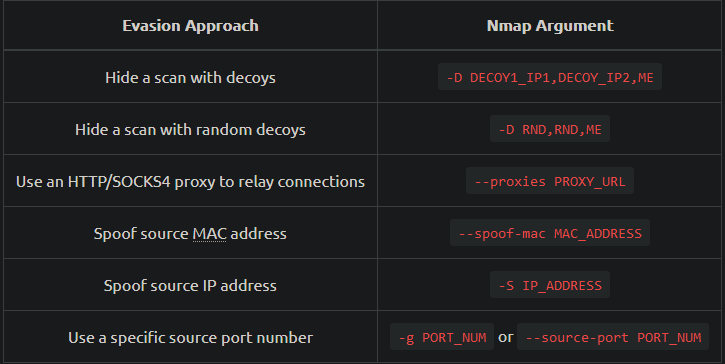 Evasion Approach Nmap Argument
Hide a scan with decoys -D DECOY1_IP1,DECOY_IP2,ME
Hide a scan with random decoys -D RND,RND,ME
Use an HTTP/SOCKS4 proxy to relay connections --proxies PROXY_URL
Spoof source MAC address --spoof-mac MAC_ADDRESS
Spoof source IP address -S IP_ADDRESS
Use a specific source port number -g PORT_NUM or --source-port PORT_NUM